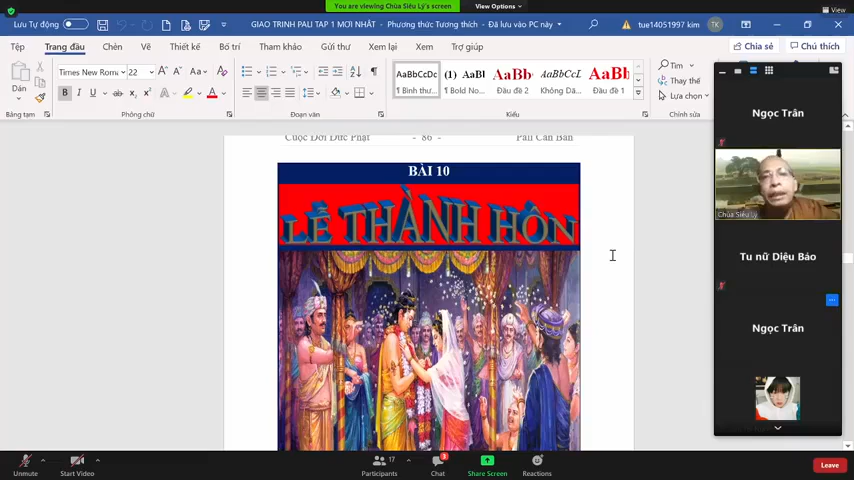 You are viewing Chùa Siêu Lý's screen
View Options
View
Lưu Tự động
GIAO TRINH PALI TAP 1 MOI NHAT - Phương thức Tương thích - Đã lưu vào PC này
tue14051997 kim
TK
Tệp
Trang đầu
Chèn
Vẽ
Thiết kế
Bố trí
Tham khảo
Gửi thư
Xem lại
Xem
Trợ giúp
Chia sẻ
Chú thích
Dán
Times New Roma
22
AaBbCcDc
(1) AaBl
AaBb
AaBbCcL
AaBb
¶ Bình thư...
¶ Bold No...
Đầu đề 2
Không Dã...
Đầu đề 1
Tìm
Thay thế
Lựa chọn
Bảng tạm
Phông chữ
Đoạn văn
Kiểu
Chỉnh sửa
Cuộc Đời Đức Phật - 86 - Pali Căn Bản
BÀI 10
LỄ THÀNH HÔN
Ngọc Trân
Chùa Siêu Lý
Tu nữ Diệu Bảo
Ngọc Trân
Unmute
Start Video
17
Participants
3
Chat
Share Screen
Reactions
Leave